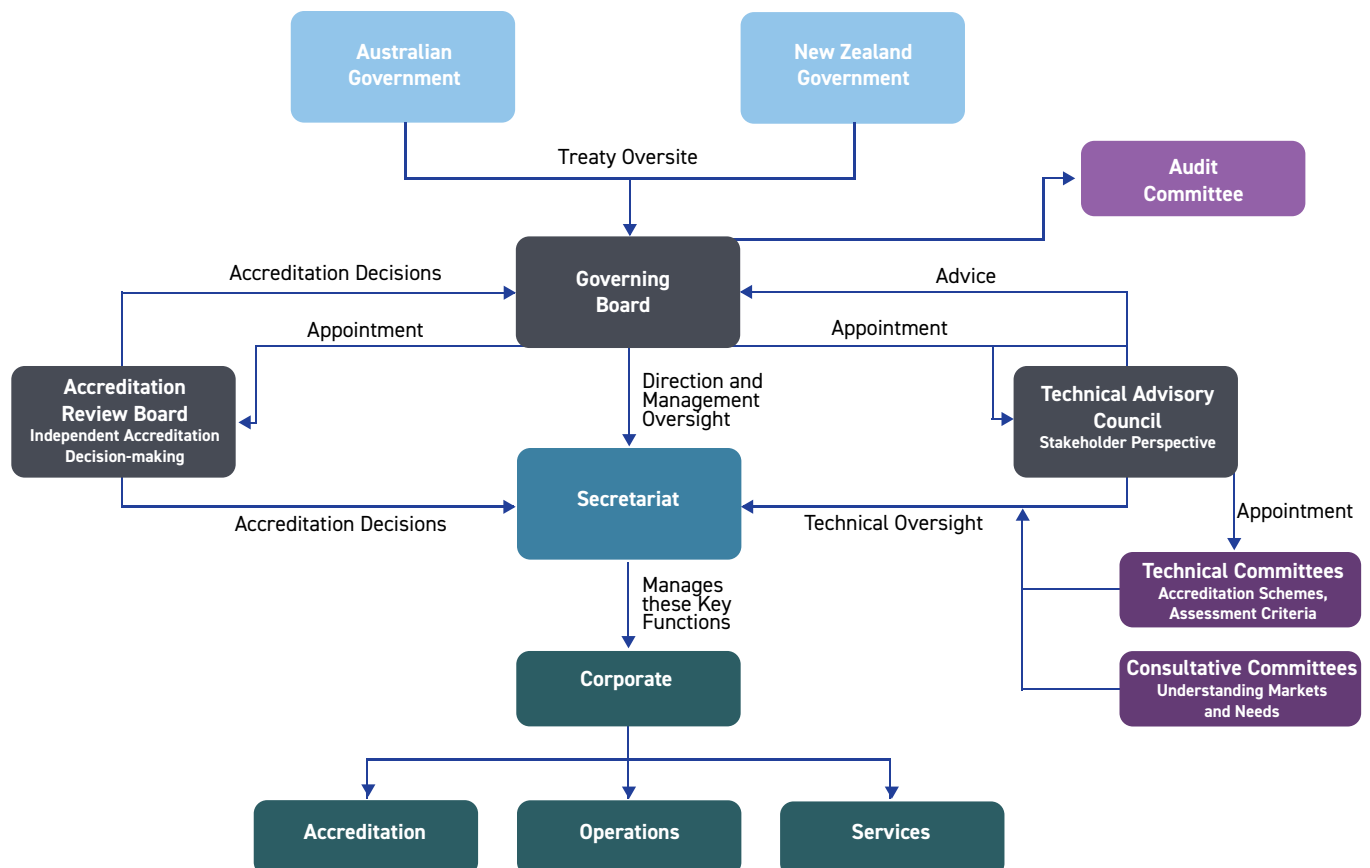 Australian
Government
New Zealand
Government
Treaty Oversite
Audit
Committee
Governing
Board
Accreditation Decisions
Advice
Appointment
Appointment
Accreditation
Review Board
Independent Accreditation
Decision-making
Direction and
Management
Oversight
Technical Advisory
Council
Stakeholder Perspective
Secretariat
Accreditation Decisions
Technical Oversight
Appointment
Technical Committees
Accreditation Schemes,
Assessment Criteria
Manages
these Key
Functions
Corporate
Consultative Committees
Understanding Markets
and Needs
Accreditation
Operations
Services